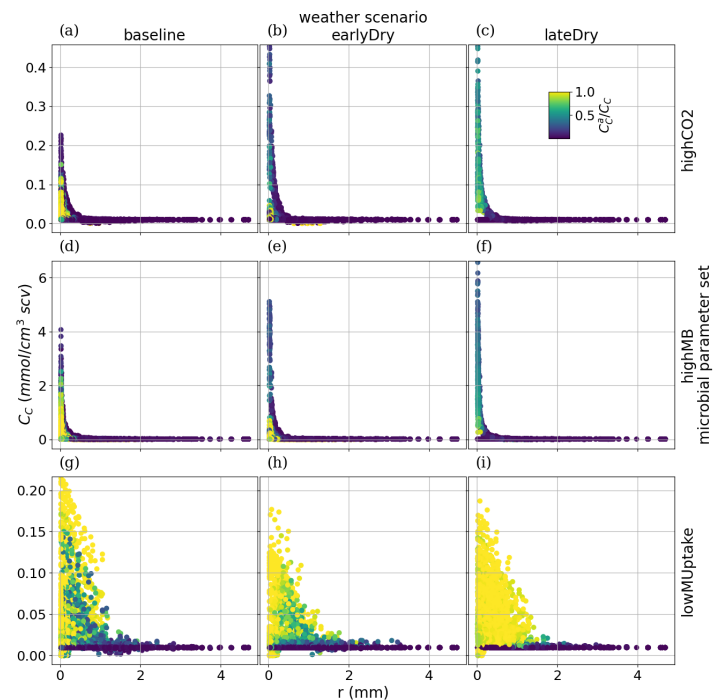 weather scenario
(a) baseline (b) earlyDry (c) lateDry
0.4
0.3
0.2
0.1
0.0
1.0
0.5
C_C^a/C_C
highCO2
(d) (e) (f)
6
4
2
0
C_C (mmol/cm^3 scv)
highMB
microbial parameter set
(g) (h) (i)
0.20
0.15
0.10
0.05
0.00
lowMUptake
0 2 4 0 2 4 0 2 4
r (mm)